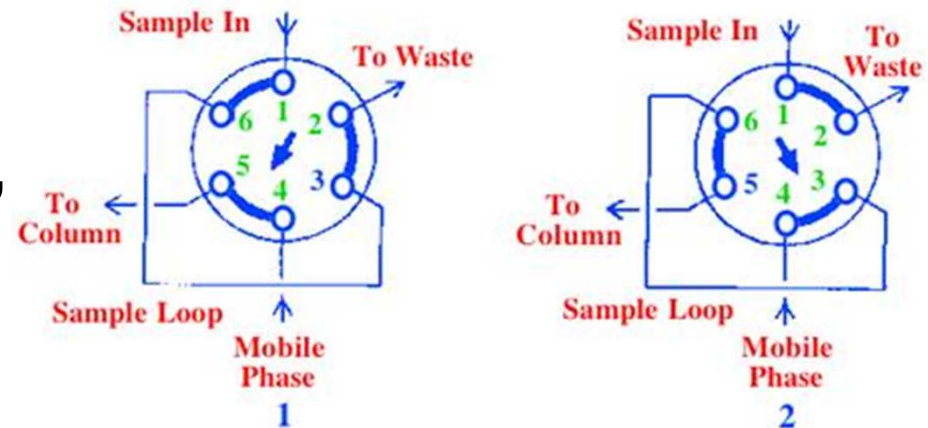 Sample In
To Waste
1
2
3
4
5
6
To
Column
Sample Loop
Mobile
Phase
1
Sample In
To
Waste
1
2
3
4
5
6
To
Column
Sample Loop
Mobile
Phase
2